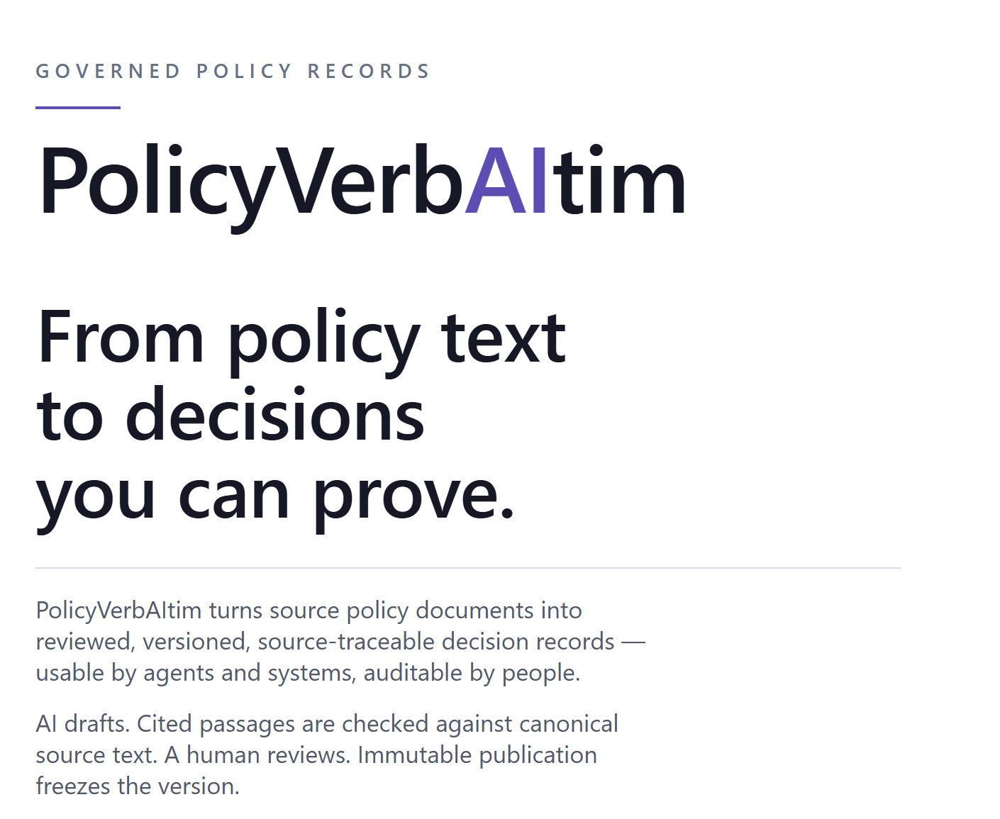 GOVERNED POLICY RECORDS
PolicyVerbAItim
From policy text
to decisions
you can prove.
PolicyVerbAItim turns source policy documents into
reviewed, versioned, source-traceable decision records —
usable by agents and systems, auditable by people.
AI drafts. Cited passages are checked against canonical
source text. A human reviews. Immutable publication
freezes the version.